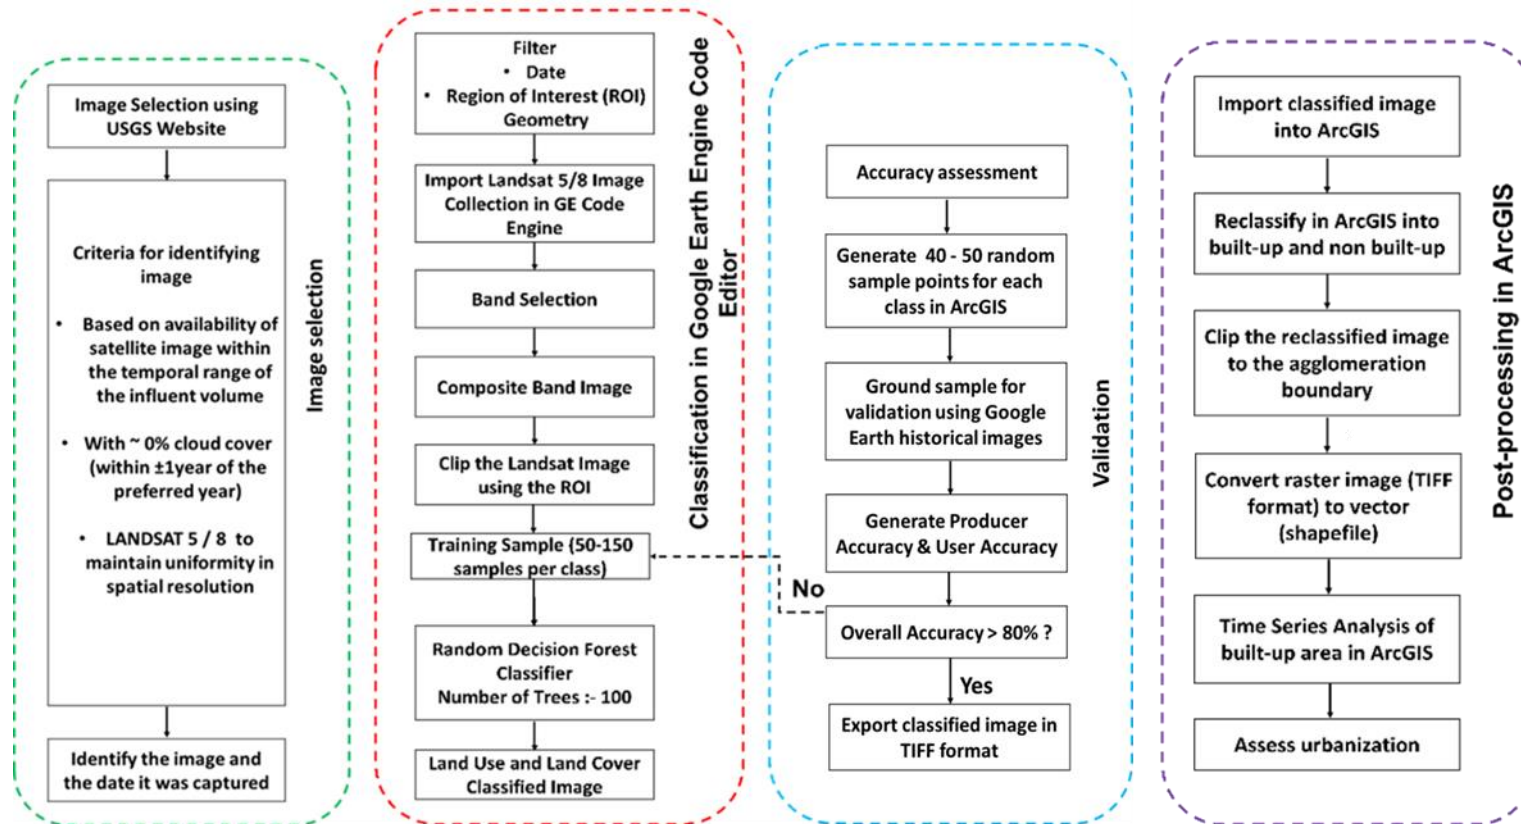 Image Selection using
USGS Website
Criteria for identifying
image
• Based on availability of
satellite image within
the temporal range of
the influent volume
• With ~ 0% cloud cover
(within ±1year of the
preferred year)
• LANDSAT 5 / 8 to
maintain uniformity in
spatial resolution
Identify the image and
the date it was captured
Image selection
Filter
• Date
• Region of Interest (ROI)
Geometry
Import Landsat 5/8 Image
Collection in GE Code
Engine
Band Selection
Composite Band Image
Clip the Landsat Image
using the ROI
Training Sample (50-150
samples per class)
Random Decision Forest
Classifier
Number of Trees :- 100
Land Use and Land Cover
Classified Image
Classification in Google Earth Engine Code
Editor
Accuracy assessment
Generate 40 - 50 random
sample points for each
class in ArcGIS
Ground sample for
validation using Google
Earth historical images
Generate Producer
Accuracy & User Accuracy
No
Overall Accuracy > 80% ?
Yes
Export classified image in
TIFF format
Validation
Import classified image
into ArcGIS
Reclassify in ArcGIS into
built-up and non built-up
Clip the reclassified image
to the agglomeration
boundary
Convert raster image (TIFF
format) to vector
(shapefile)
Time Series Analysis of
built-up area in ArcGIS
Assess urbanization
Post-processing in ArcGIS